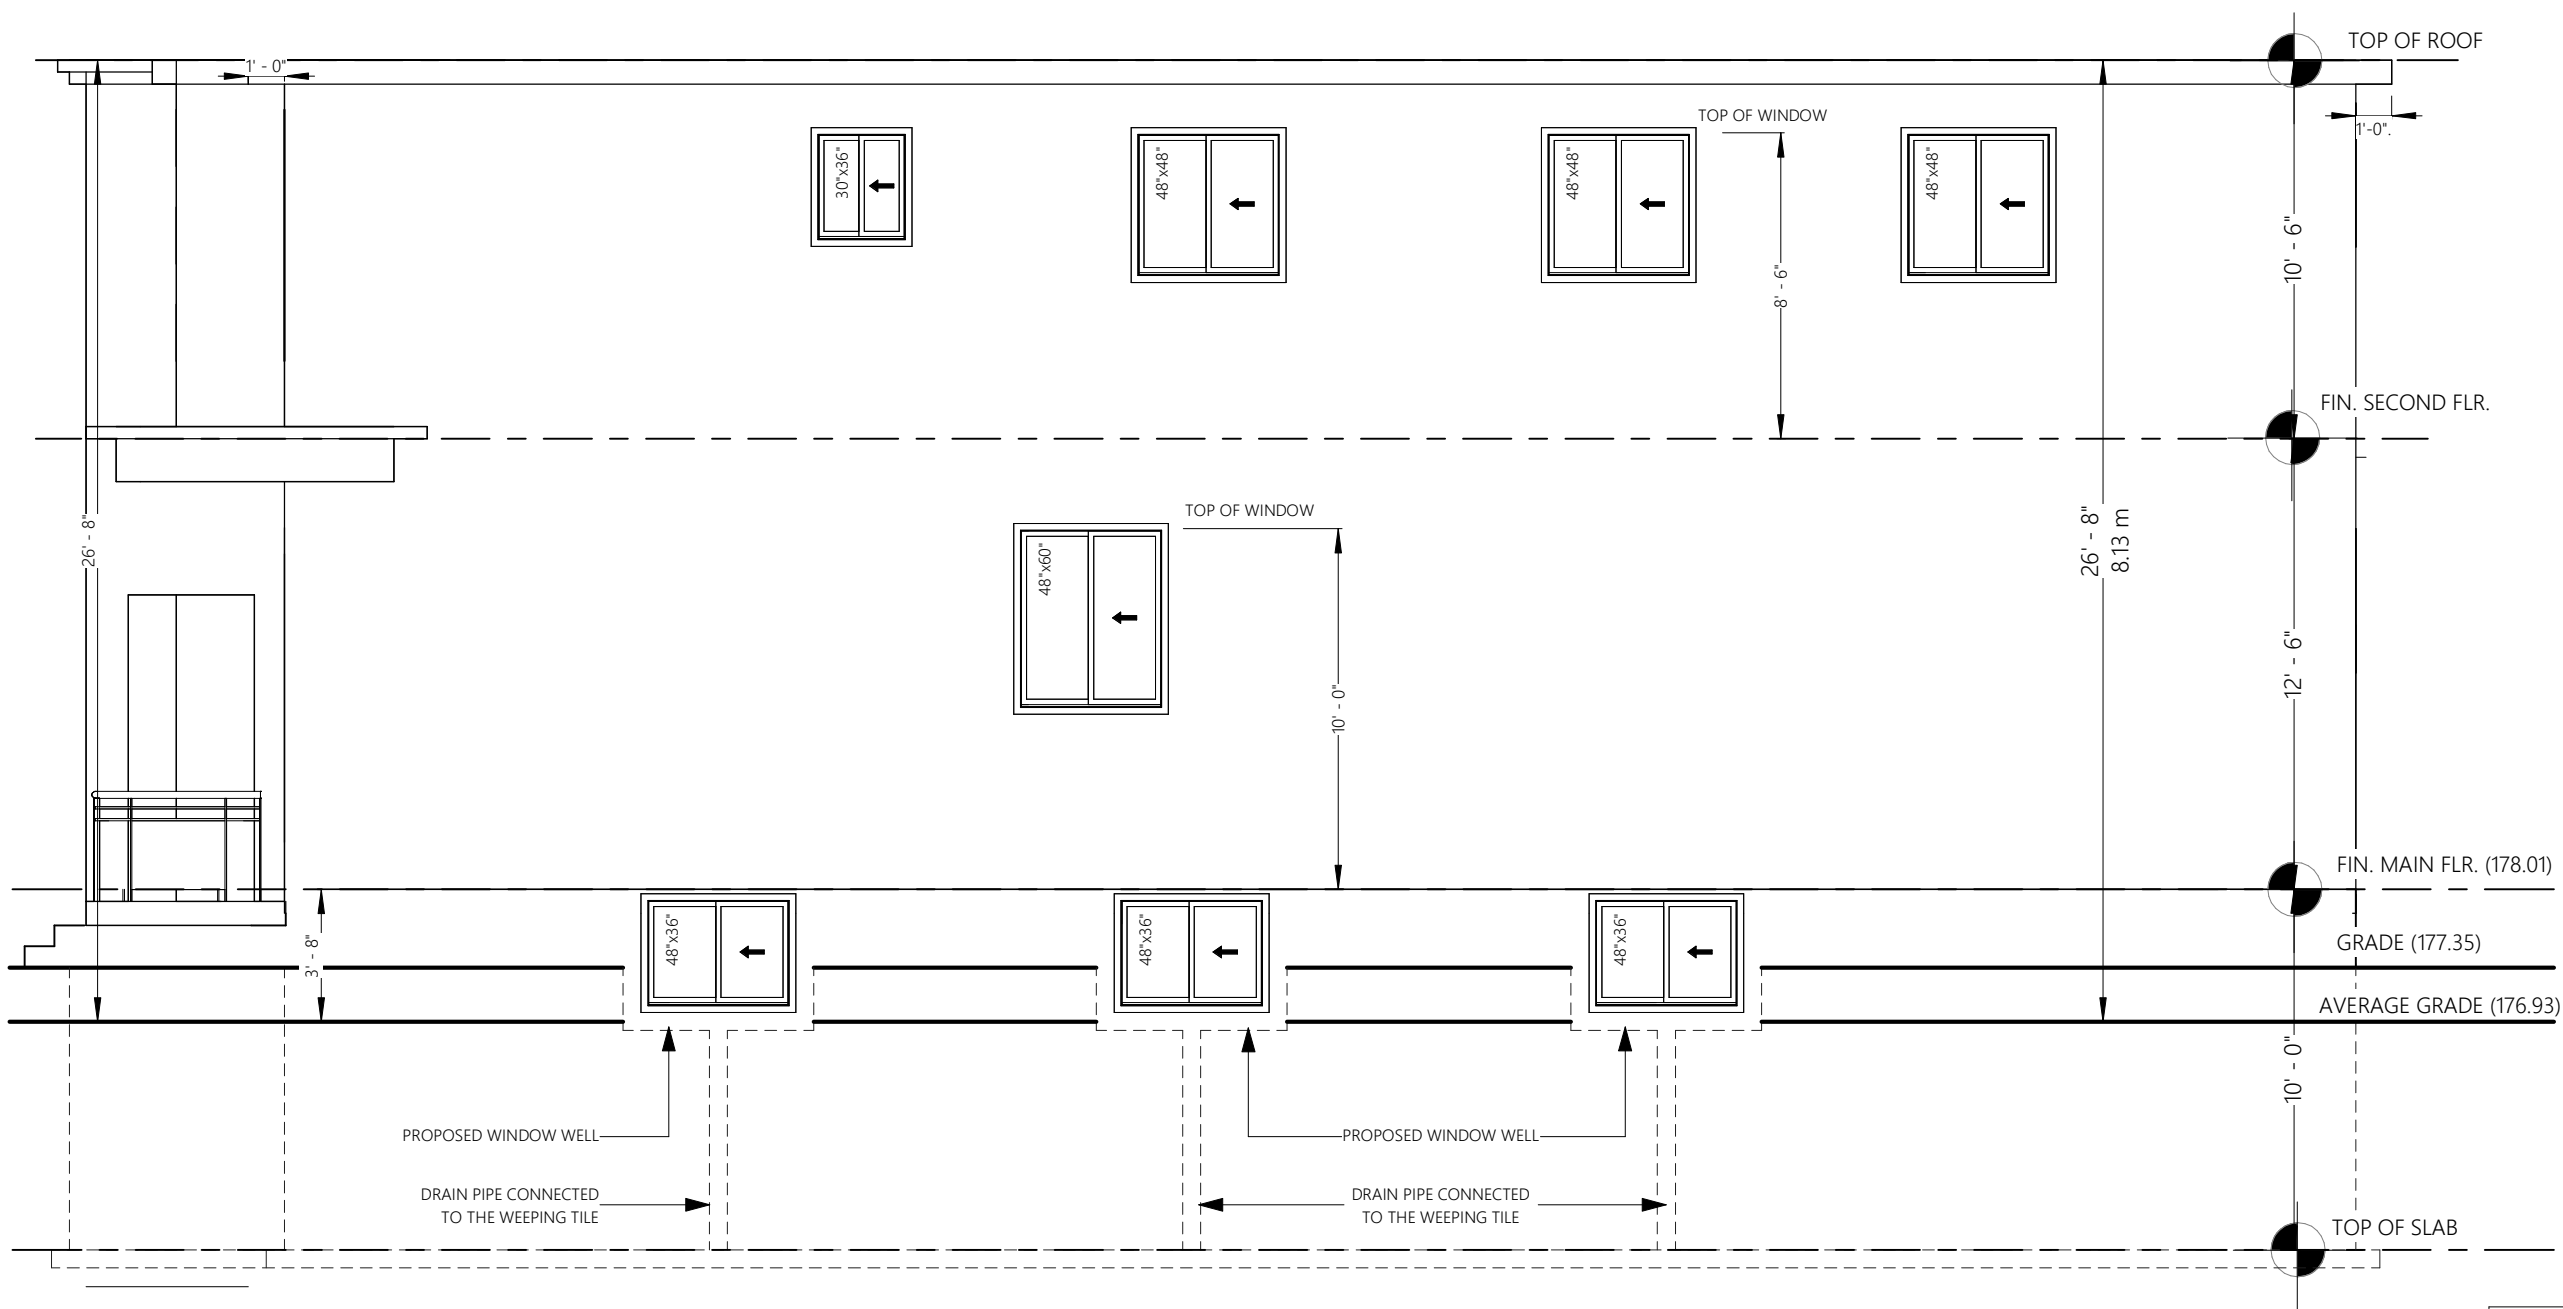 TOP OF ROOF
1' - 0"
TOP OF WINDOW
1'-0".
30"x36"
48"x48"
48"x48"
48"x48"
8' - 6"
10' - 6"
FIN. SECOND FLR.
TOP OF WINDOW
26' - 8"
48"x60"
26' - 8"
8.13 m
10' - 0"
12' - 6"
FIN. MAIN FLR. (178.01)
3' - 8"
48"x36"
48"x36"
48"x36"
GRADE (177.35)
AVERAGE GRADE (176.93)
10' - 0"
PROPOSED WINDOW WELL
PROPOSED WINDOW WELL
DRAIN PIPE CONNECTED
TO THE WEEPING TILE
DRAIN PIPE CONNECTED
TO THE WEEPING TILE
TOP OF SLAB